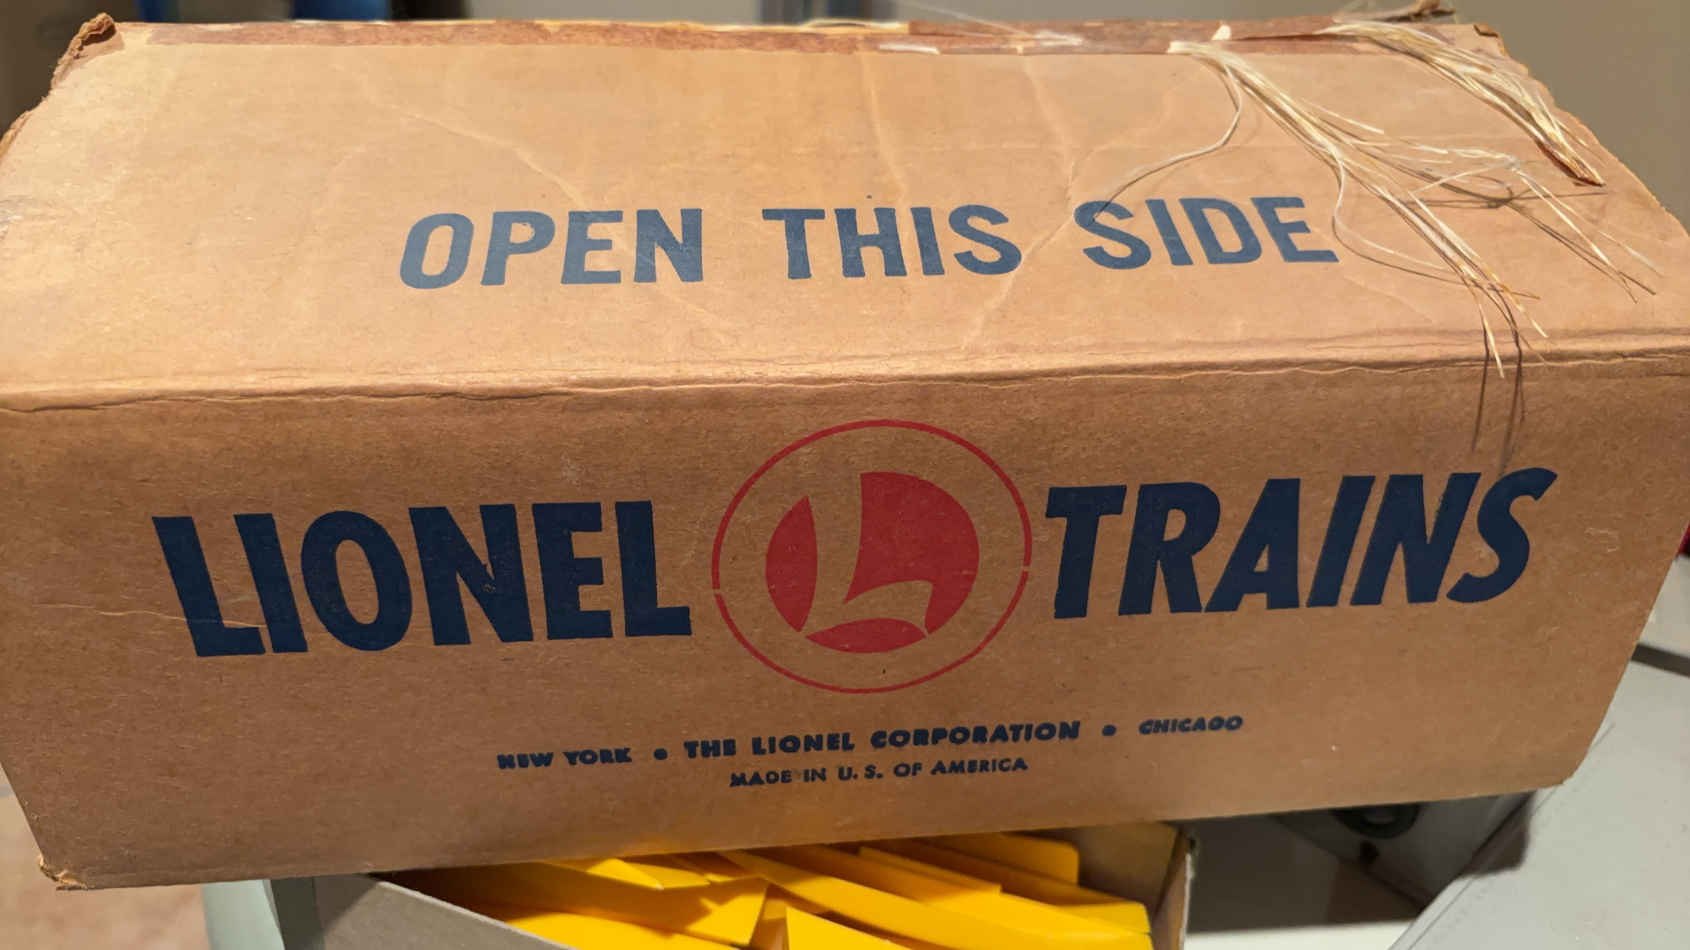 OPEN THIS SIDE
LIONEL L TRAINS
NEW YORK • THE LIONEL CORPORATION • CHICAGO
MADE IN U. S. OF AMERICA